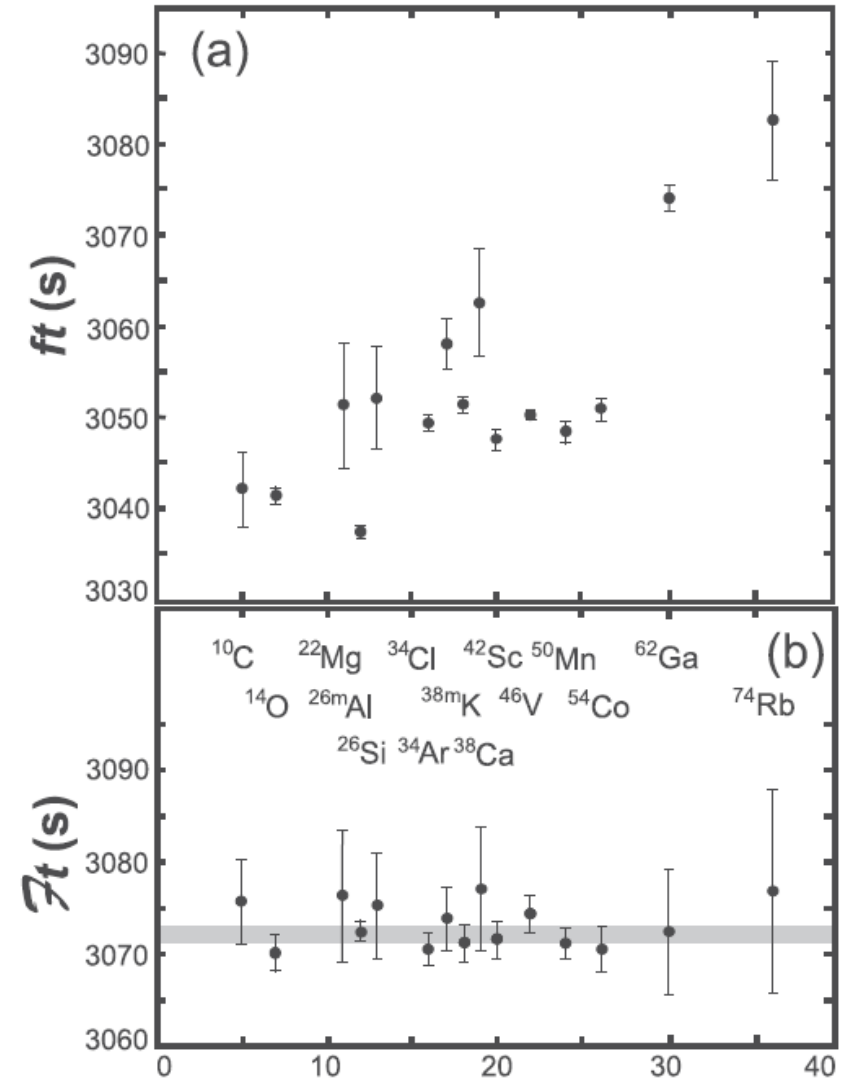 (a)
3090
3080
3070
3060
3050
3040
3030
ft (s)
(b)
¹⁰C ²²Mg ³⁴Cl ⁴²Sc ⁵⁰Mn ⁶²Ga
¹⁴O ²⁶ᵐAl ³⁸ᵐK ⁴⁶V ⁵⁴Co ⁷⁴Rb
²⁶Si ³⁴Ar ³⁸Ca
3090
3080
3070
3060
ℱt (s)
0 10 20 30 40